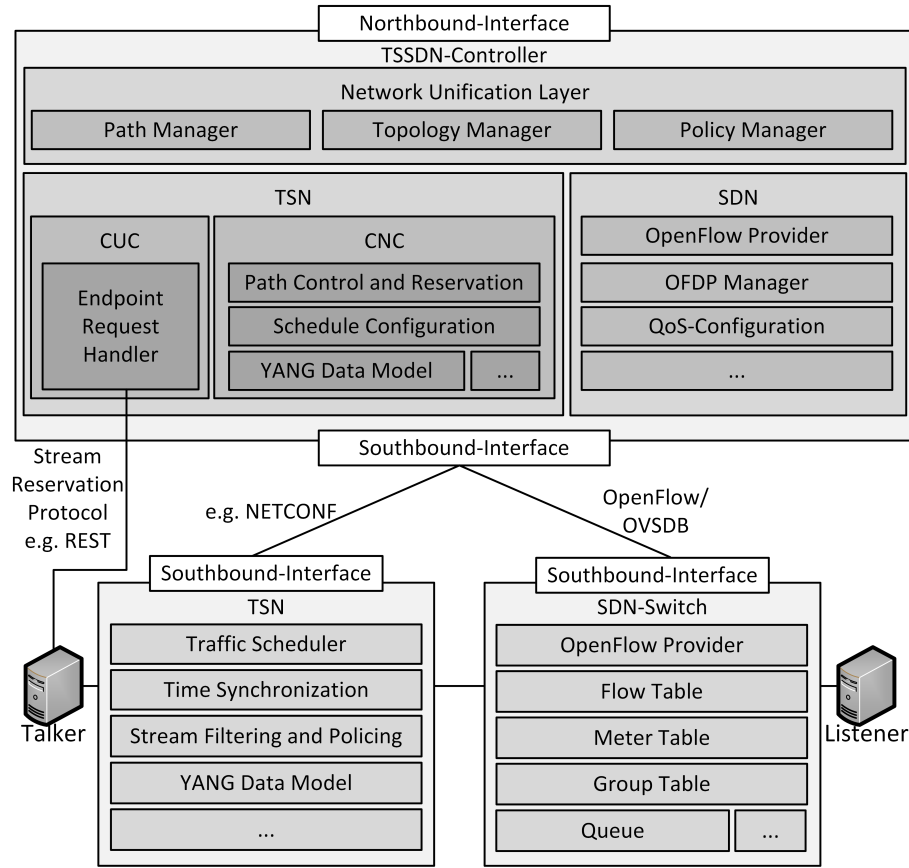 Northbound-Interface
TSSDN-Controller
Network Unification Layer
Path Manager
Topology Manager
Policy Manager
TSN
SDN
CUC
CNC
Endpoint
Request
Handler
Path Control and Reservation
Schedule Configuration
YANG Data Model
...
OpenFlow Provider
OFDP Manager
QoS-Configuration
...
Southbound-Interface
Stream
Reservation
Protocol
e.g. REST
e.g. NETCONF
OpenFlow/
OVSDB
Southbound-Interface
TSN
Traffic Scheduler
Time Synchronization
Stream Filtering and Policing
YANG Data Model
...
Southbound-Interface
SDN-Switch
OpenFlow Provider
Flow Table
Meter Table
Group Table
Queue
...
Talker
Listener